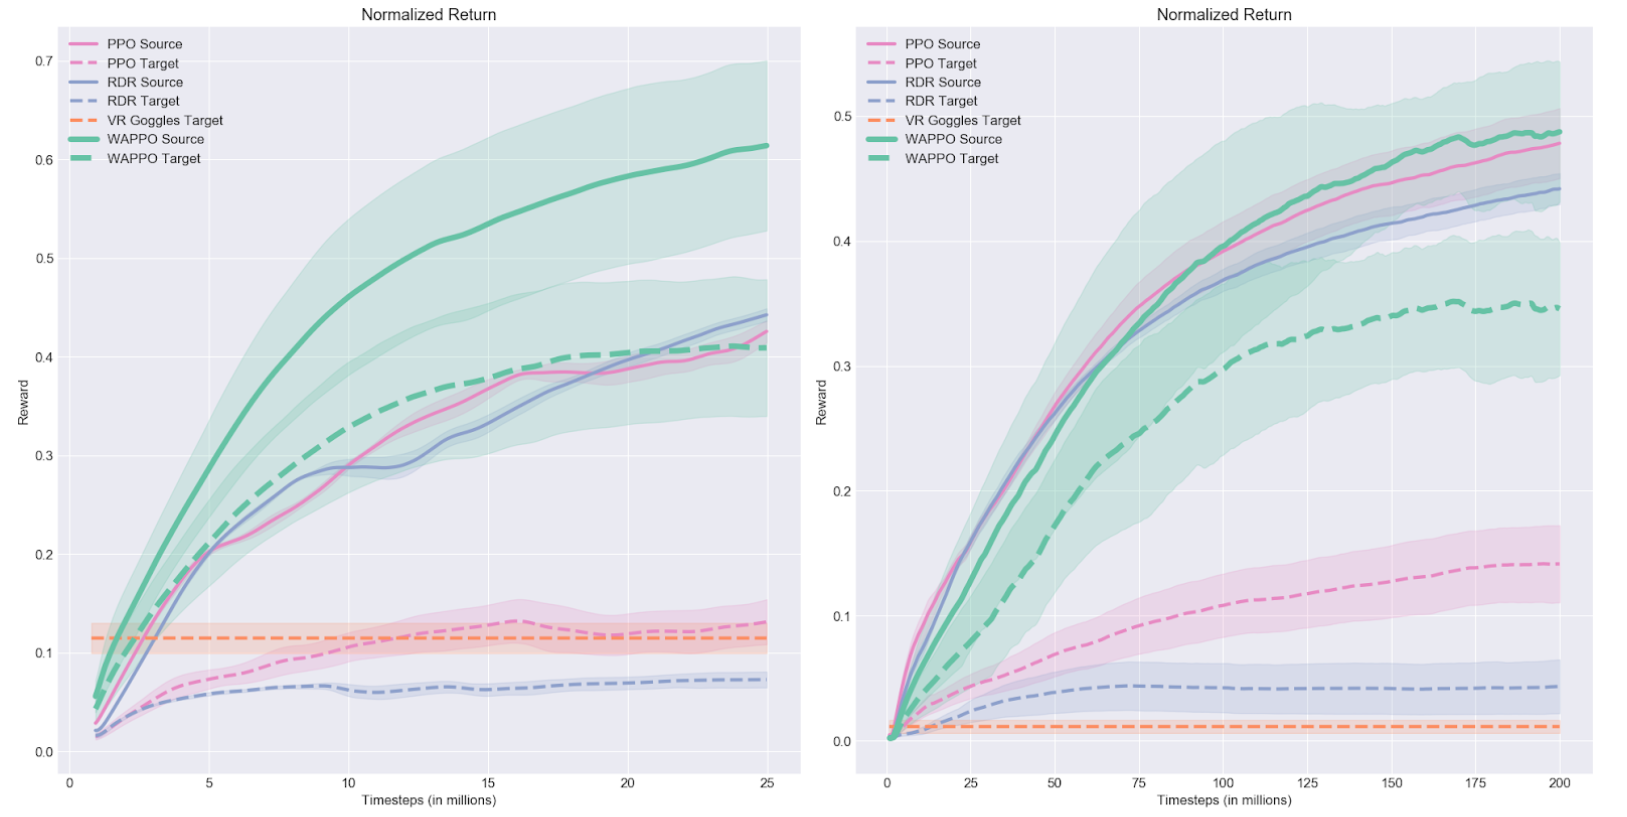 Normalized Return
PPO Source
PPO Target
RDR Source
RDR Target
VR Goggles Target
WAPPO Source
WAPPO Target
Reward
0.7
0.6
0.5
0.4
0.3
0.2
0.1
0.0
0 5 10 15 20 25
Timesteps (in millions)
Normalized Return
PPO Source
PPO Target
RDR Source
RDR Target
VR Goggles Target
WAPPO Source
WAPPO Target
Reward
0.5
0.4
0.3
0.2
0.1
0.0
0 25 50 75 100 125 150 175 200
Timesteps (in millions)